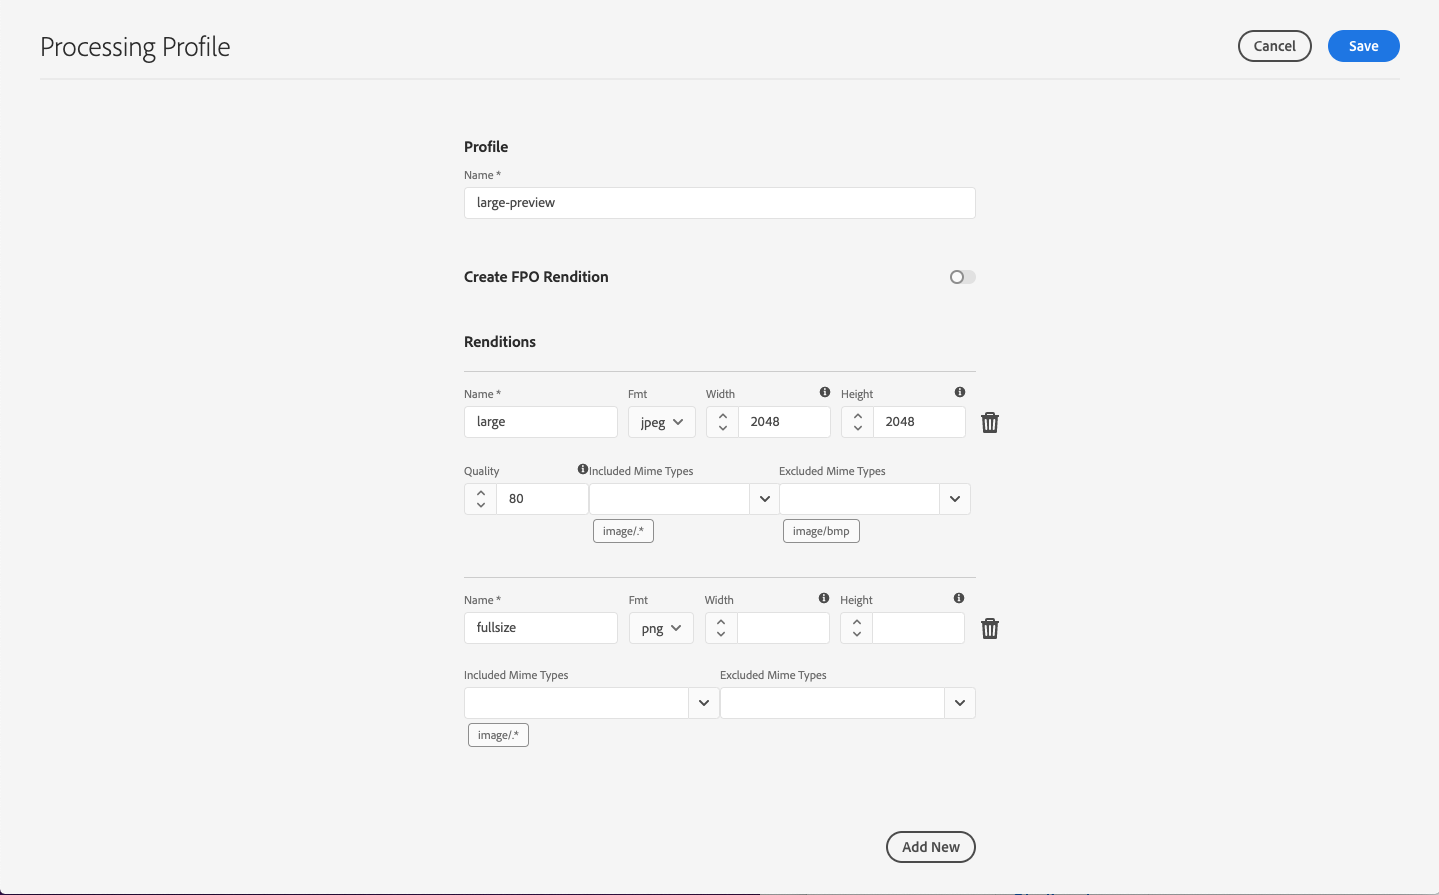 Processing Profile
Cancel
Save
Profile
Name *
large-preview
Create FPO Rendition
Renditions
Name * Fmt Width Height
large jpeg 2048 2048
Quality Included Mime Types Excluded Mime Types
80
image/.* image/bmp
Name * Fmt Width Height
fullsize png
Included Mime Types Excluded Mime Types
image/.*
Add New